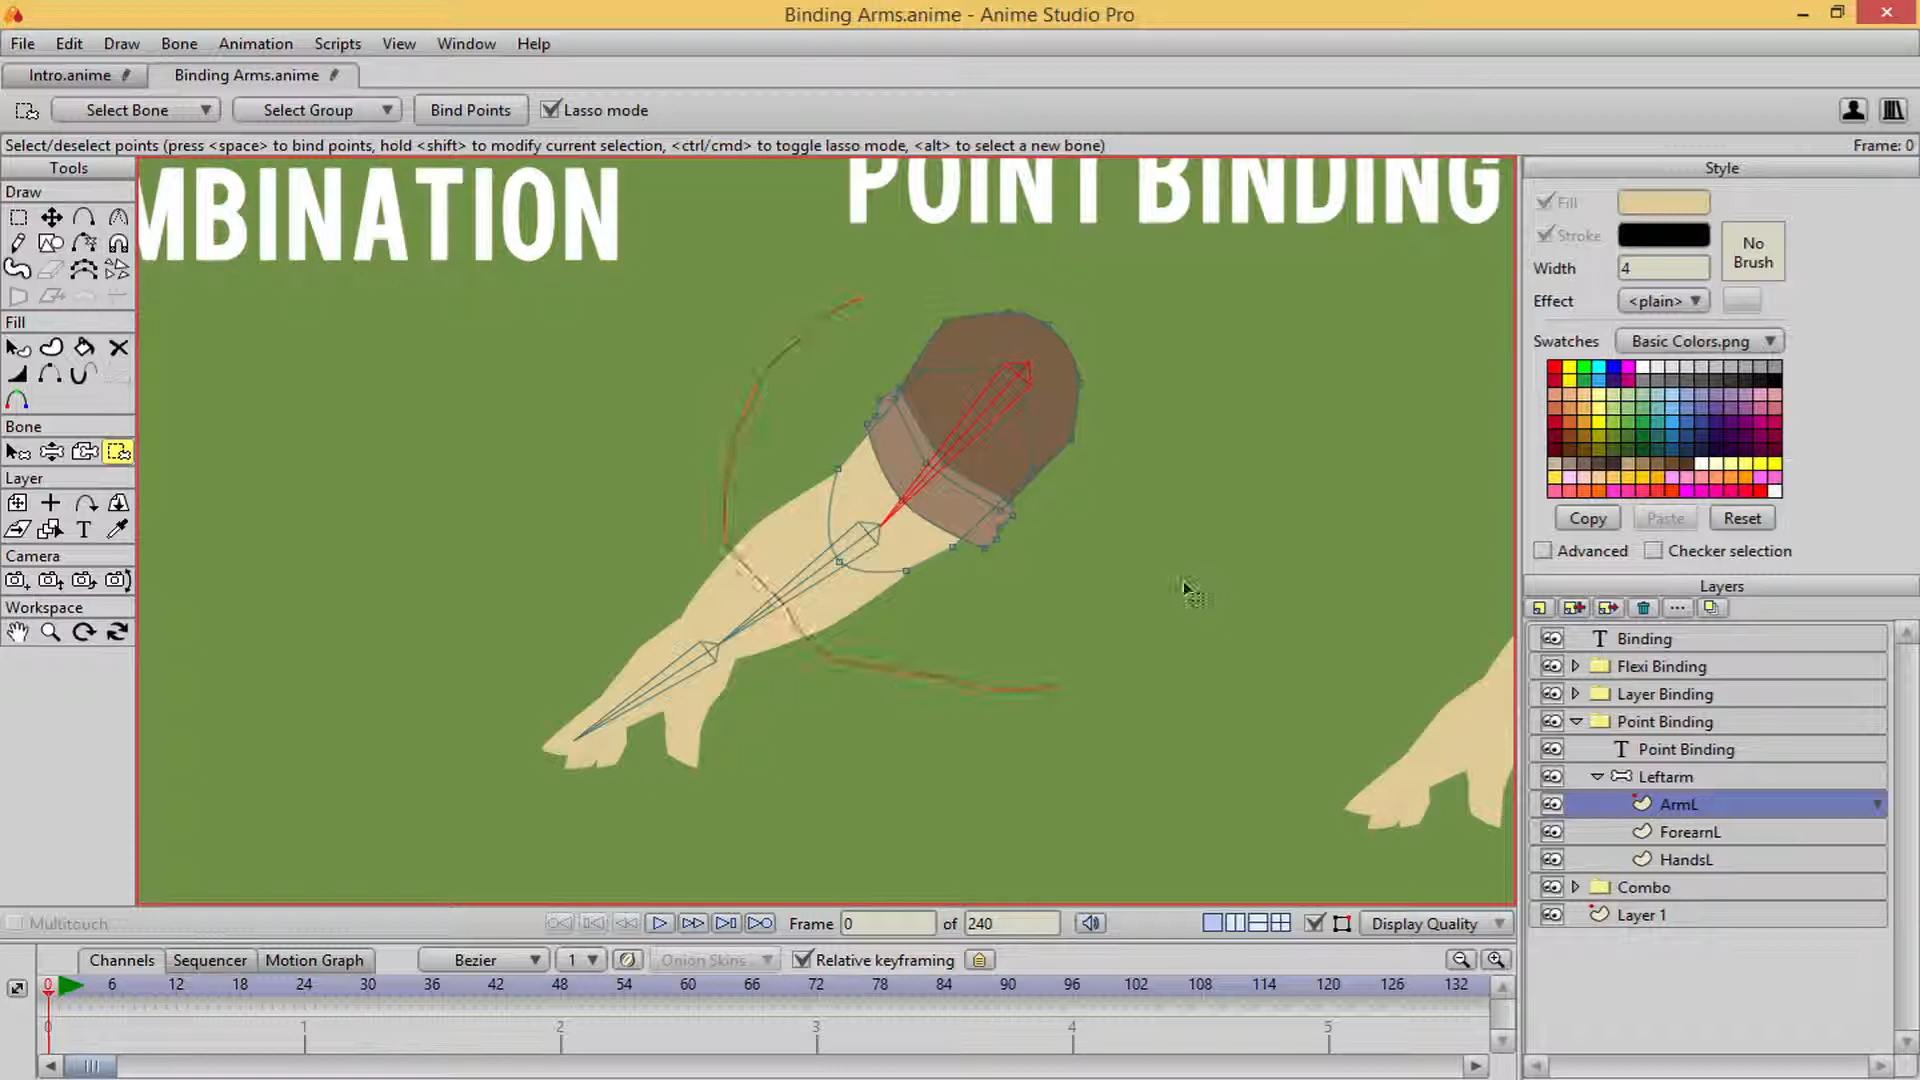 Binding Arms.anime - Anime Studio Pro
File Edit Draw Bone Animation Scripts View Window Help
Intro.anime Binding Arms.anime
Select Bone Select Group Bind Points Lasso mode
Select/deselect points (press <space> to bind points, hold <shift> to modify current selection, <ctrl/cmd> to toggle lasso mode, <alt> to select a new bone) Frame: 0
Tools
Draw
Fill
Bone
Layer
T
Camera
Workspace
MBINATION
POINT BINDING
Style
Fill
Stroke
No Brush
Width 4
Effect <plain>
Swatches Basic Colors.png
Copy Paste Reset
Advanced Checker selection
Layers
T Binding
Flexi Binding
Layer Binding
Point Binding
T Point Binding
Leftarm
ArmL
ForearnL
HandsL
Combo
Layer 1
Multitouch
Frame 0 of 240 Display Quality
Channels Sequencer Motion Graph Bezier 1 Onion Skins Relative keyframing
0 6 12 18 24 30 36 42 48 54 60 66 72 78 84 90 96 102 108 114 120 126 132
0 1 2 3 4 5